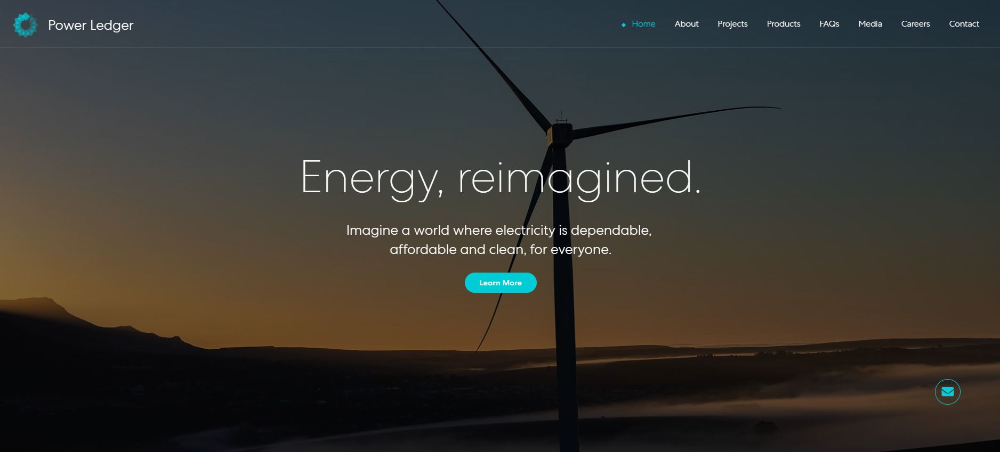 Power Ledger
Home About Projects Products FAQs Media Careers Contact
Energy, reimagined.
Imagine a world where electricity is dependable,
affordable and clean, for everyone.
Learn More